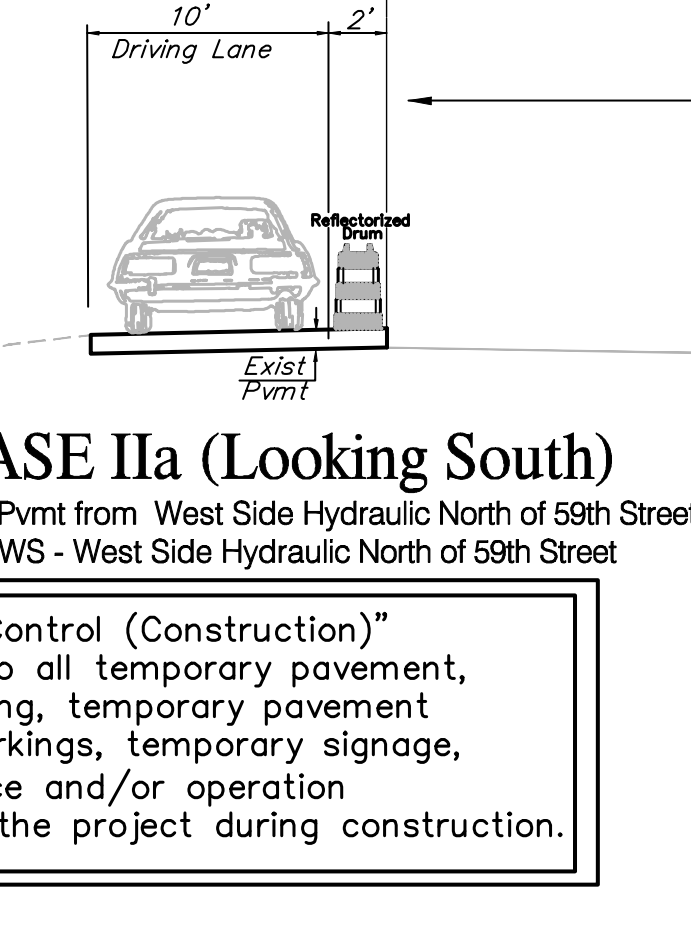 10' 2'
Driving Lane
Reflectorized
Drum
Exist
Pvmt
ASE IIa (Looking South)
Pvmt from West Side Hydraulic North of 59th Street
WS - West Side Hydraulic North of 59th Street
Control (Construction)”
o all temporary pavement,
ng, temporary pavement
rkings, temporary signage,
ce and/or operation
the project during construction.